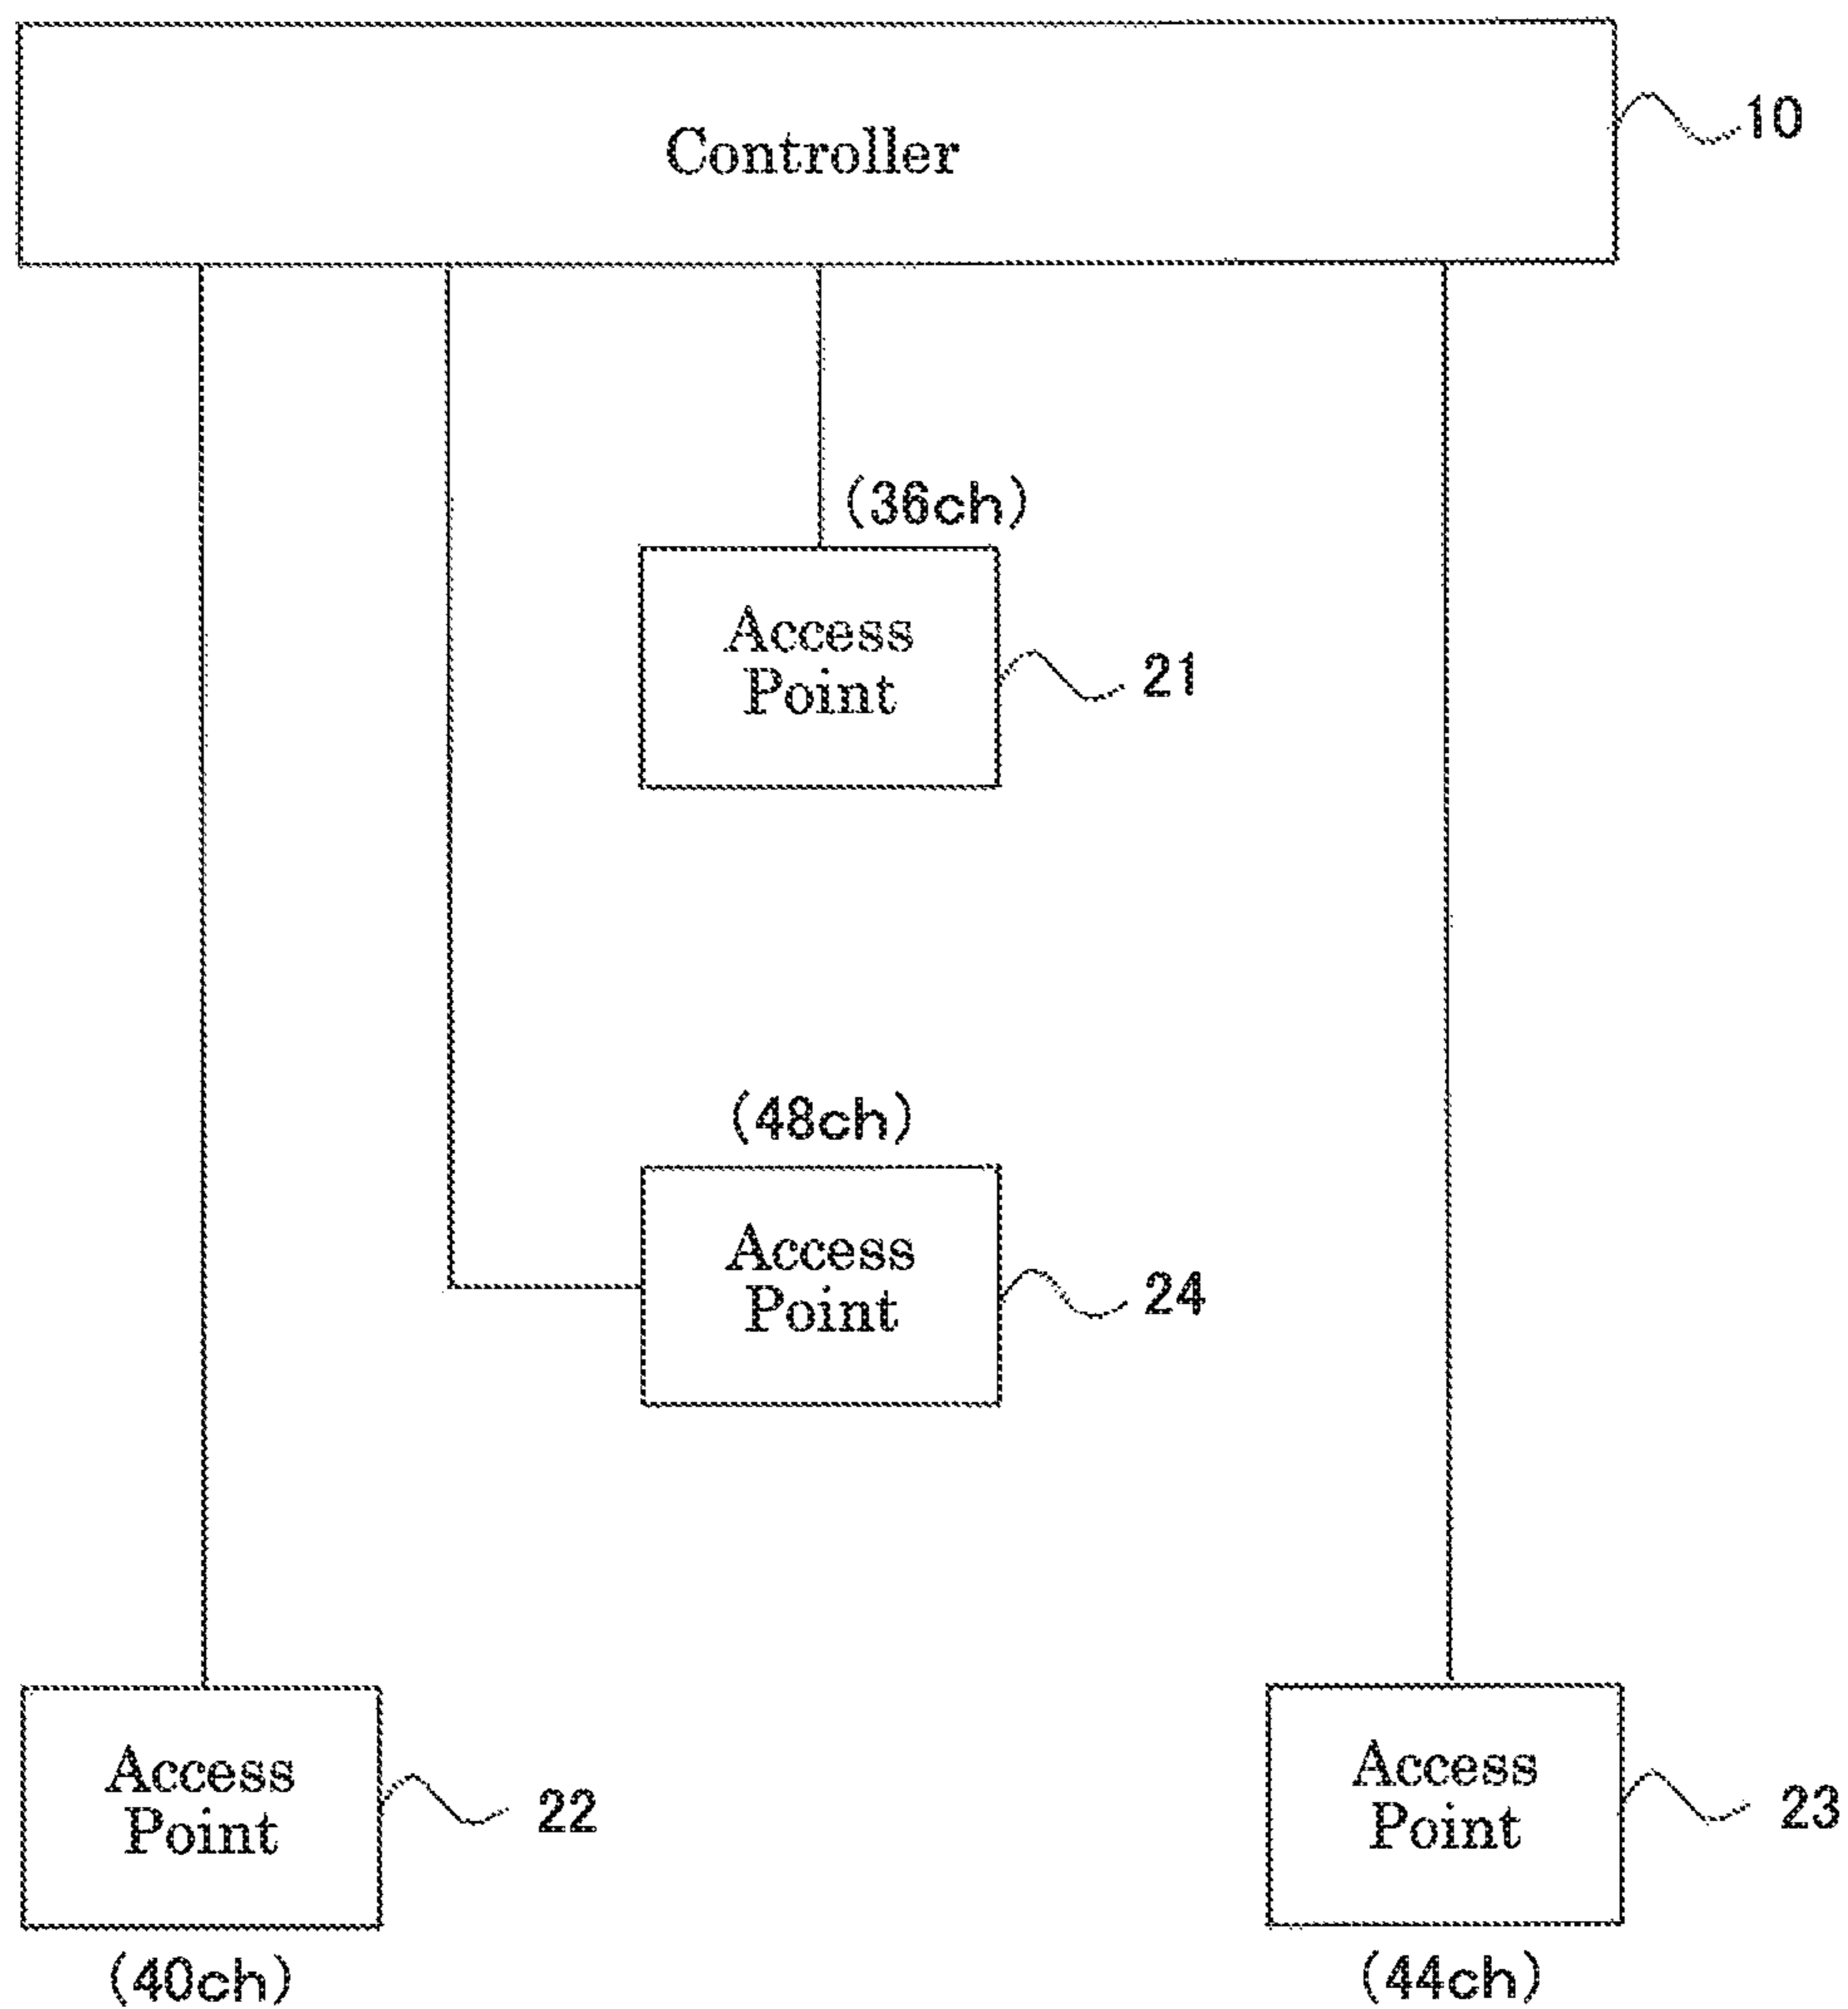 Controller
10
(36ch)
Access
Point
21
(48ch)
Access
Point
24
Access
Point
22
(40ch)
Access
Point
23
(44ch)